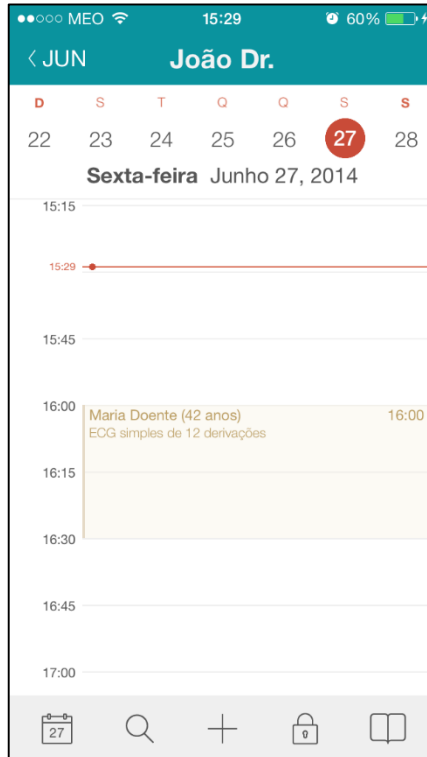 MEO 15:29 60%
JUN João Dr.
D S T Q Q S S
22 23 24 25 26 27 28
Sexta-feira Junho 27, 2014
15:15
15:29
15:45
16:00 Maria Doente (42 anos) 16:00
ECG simples de 12 derivações
16:15
16:30
16:45
17:00
27